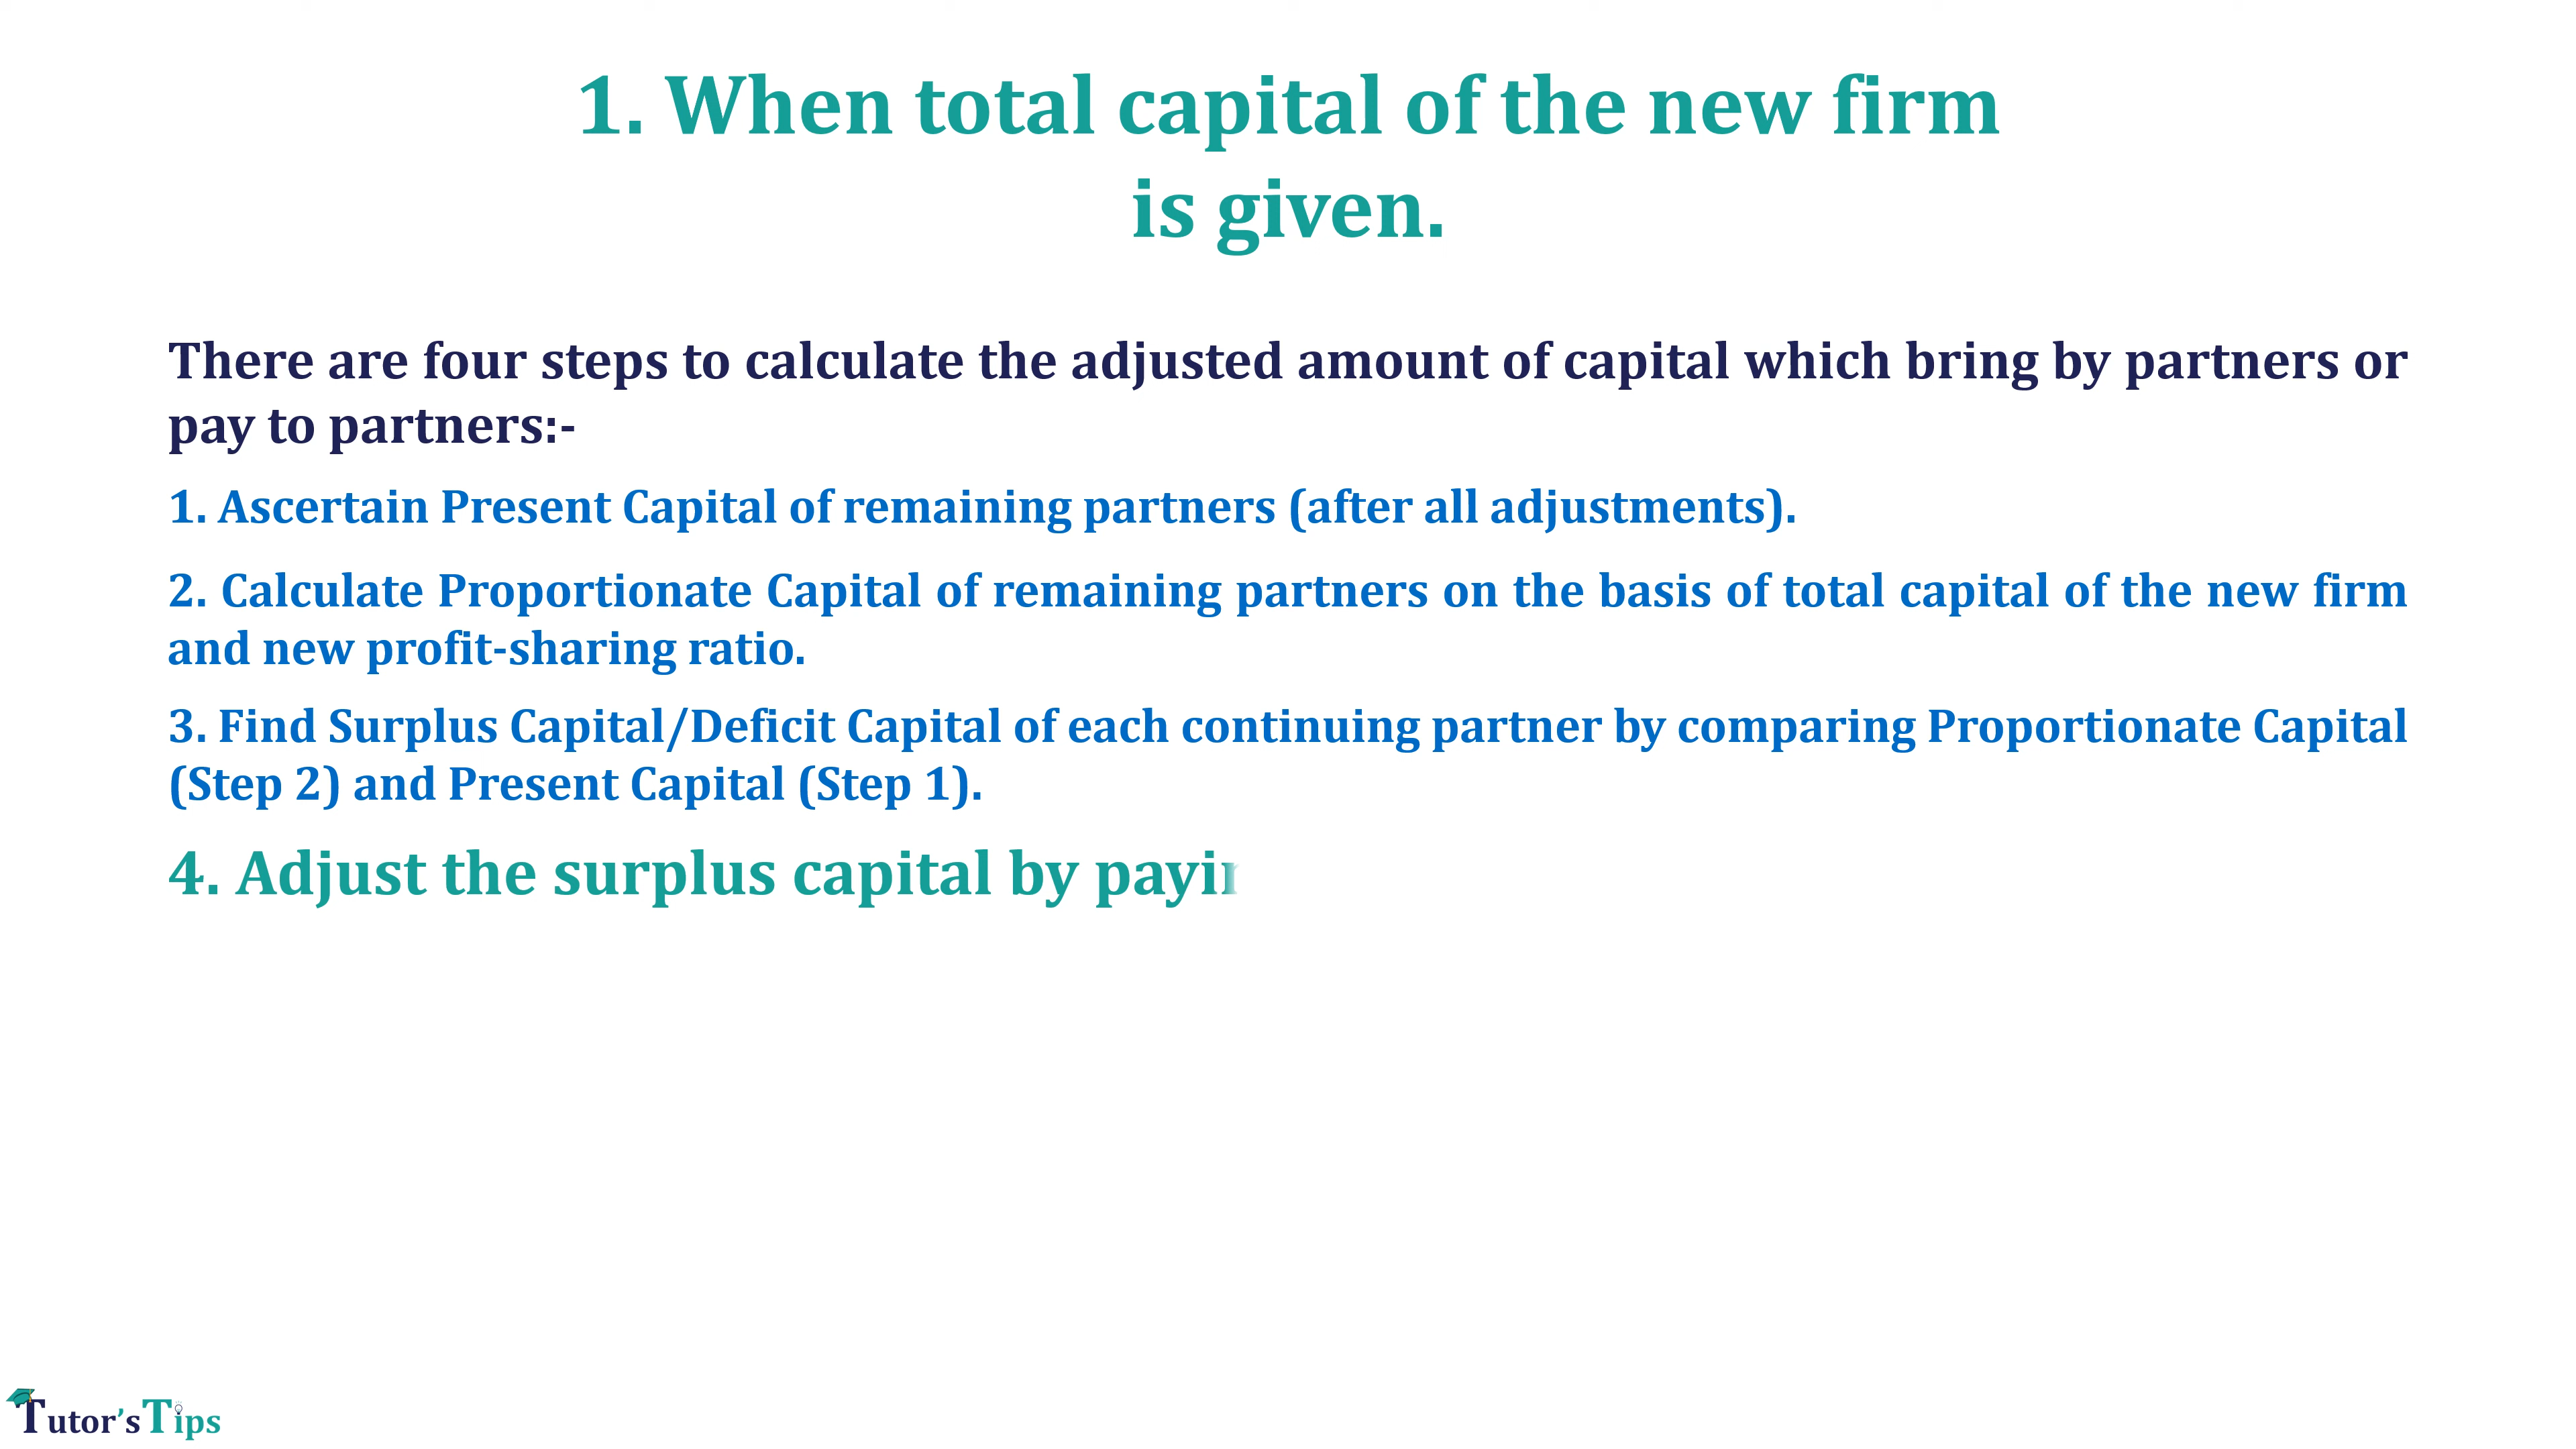 1. When total capital of the new firm
is given.
There are four steps to calculate the adjusted amount of capital which bring by partners or
pay to partners:-
1. Ascertain Present Capital of remaining partners (after all adjustments).
2. Calculate Proportionate Capital of remaining partners on the basis of total capital of the new firm
and new profit-sharing ratio.
3. Find Surplus Capital/Deficit Capital of each continuing partner by comparing Proportionate Capital
(Step 2) and Present Capital (Step 1).
4. Adjust the surplus capital by
Tutor'sTips